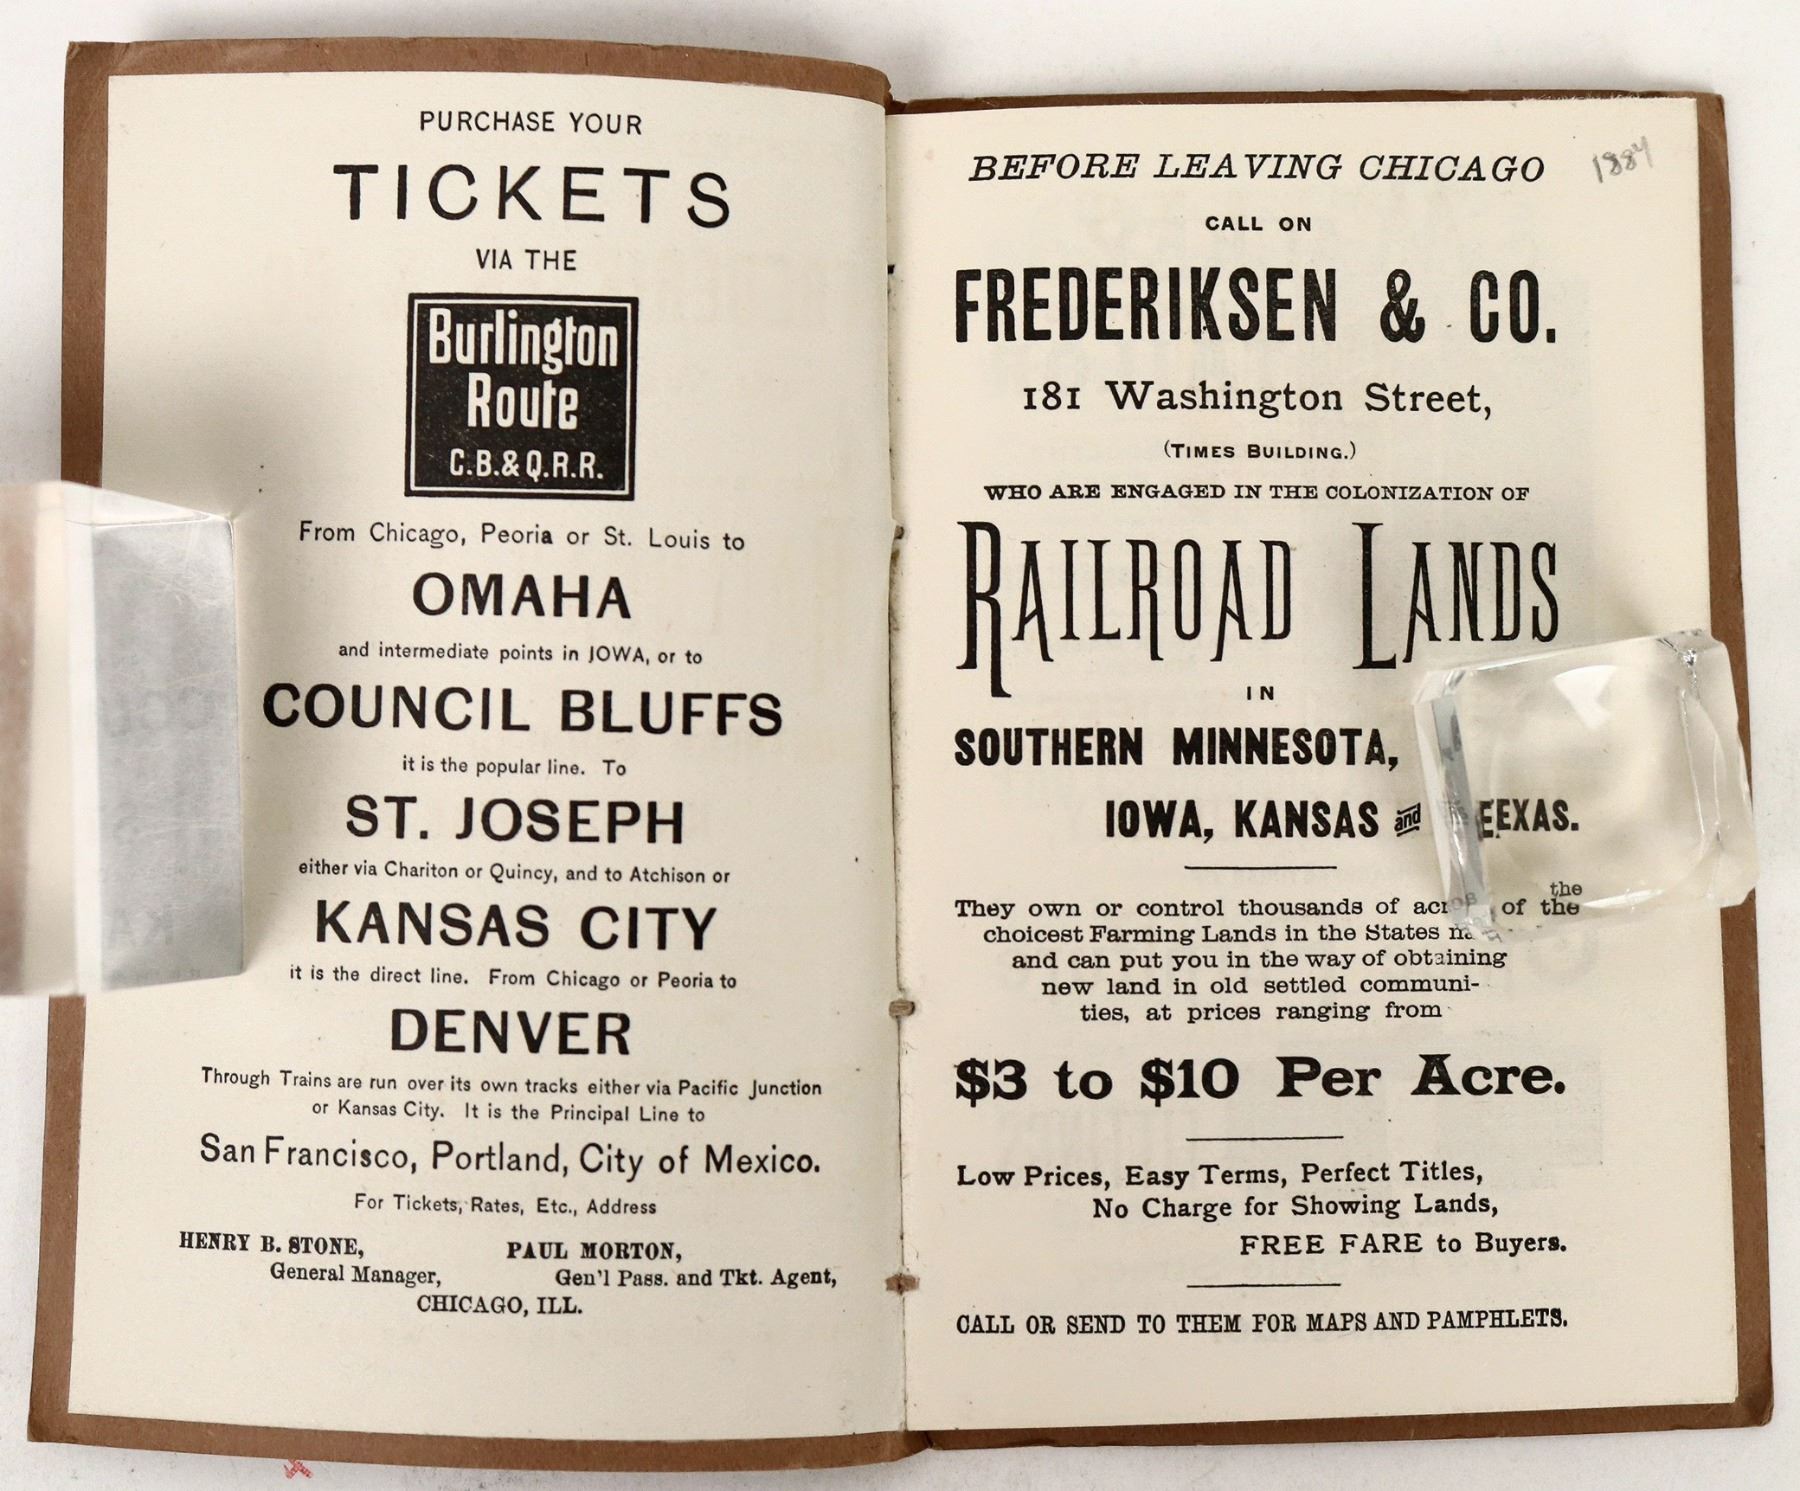 PURCHASE YOUR
TICKETS
VIA THE
Burlington
Route
C.B.&Q.R.R.
From Chicago, Peoria or St. Louis to
OMAHA
and intermediate points in IOWA, or to
COUNCIL BLUFFS
it is the popular line. To
ST. JOSEPH
either via Chariton or Quincy, and to Atchison or
KANSAS CITY
it is the direct line. From Chicago or Peoria to
DENVER
Through Trains are run over its own tracks either via Pacific Junction
or Kansas City. It is the Principal Line to
San Francisco, Portland, City of Mexico.
For Tickets, Rates, Etc., Address
HENRY B. STONE,
General Manager,
PAUL MORTON,
Gen'l Pass. and Tkt. Agent,
CHICAGO, ILL.
1884
BEFORE LEAVING CHICAGO
CALL ON
FREDERIKSEN & CO.
181 Washington Street,
(TIMES BUILDING.)
WHO ARE ENGAGED IN THE COLONIZATION OF
RAILROAD LANDS
IN
SOUTHERN MINNESOTA,
IOWA, KANSAS and TEXAS.
They own or control thousands of acres of the
choicest Farming Lands in the States
and can put you in the way of obtaining
new land in old settled communi-
ties, at prices ranging from
$3 to $10 Per Acre.
Low Prices, Easy Terms, Perfect Titles,
No Charge for Showing Lands,
FREE FARE to Buyers.
CALL OR SEND TO THEM FOR MAPS AND PAMPHLETS.